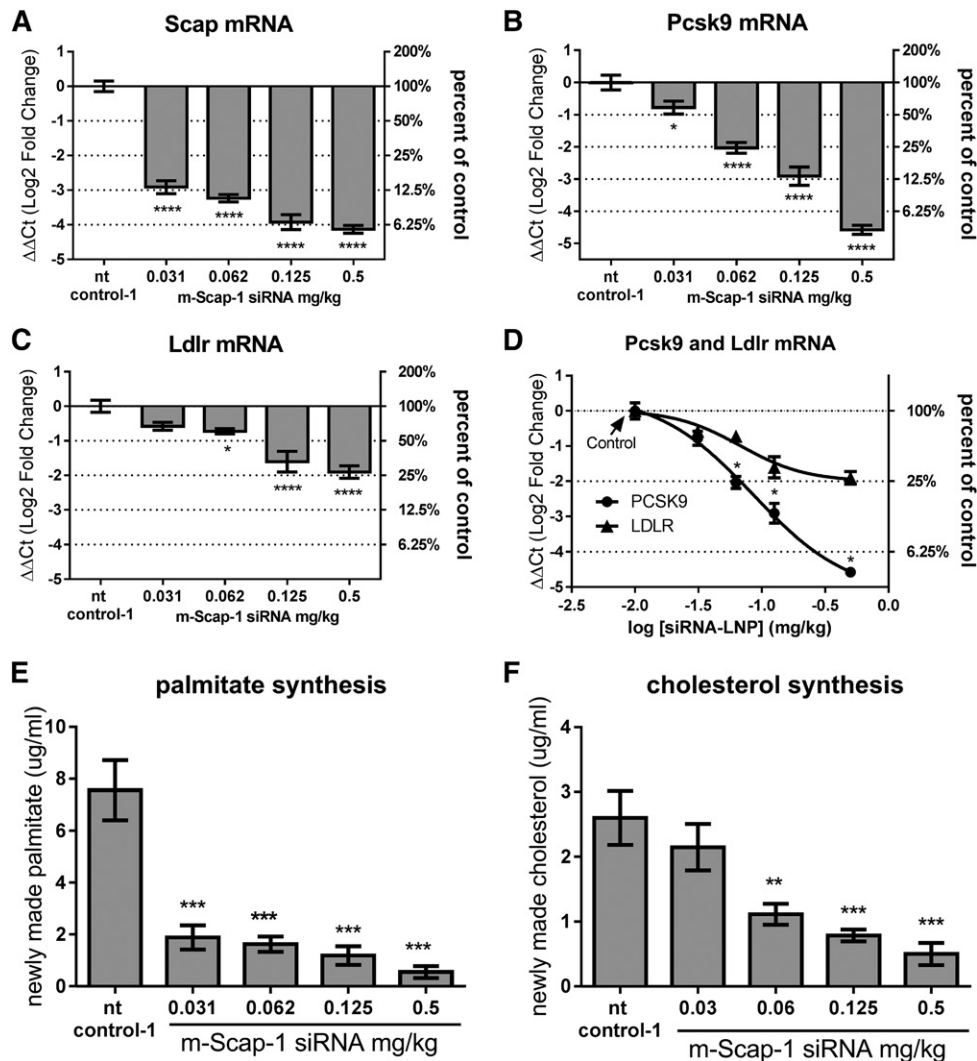 A
Scap mRNA
ΔΔCt (Log2 Fold Change)
1
0
-1
-2
-3
-4
-5
200%
100%
50%
25%
12.5%
6.25%
percent of control
****
****
****
****
nt
control-1
0.031
0.062
0.125
0.5
m-Scap-1 siRNA mg/kg
B
Pcsk9 mRNA
ΔΔCt (Log2 Fold Change)
1
0
-1
-2
-3
-4
-5
200%
100%
50%
25%
12.5%
6.25%
percent of control
*
****
****
****
nt
control-1
0.031
0.062
0.125
0.5
m-Scap-1 siRNA mg/kg
C
Ldlr mRNA
ΔΔCt (Log2 Fold Change)
1
0
-1
-2
-3
-4
-5
200%
100%
50%
25%
12.5%
6.25%
percent of control
*
****
****
nt
control-1
0.031
0.062
0.125
0.5
m-Scap-1 siRNA mg/kg
D
Pcsk9 and Ldlr mRNA
ΔΔCt (Log2 Fold Change)
1
0
-1
-2
-3
-4
-5
100%
25%
6.25%
percent of control
Control
*
*
*
PCSK9
LDLR
-2.5
-2.0
-1.5
-1.0
-0.5
0.0
log [siRNA-LNP] (mg/kg)
E
palmitate synthesis
newly made palmitate (ug/ml)
10
8
6
4
2
0
***
***
***
***
nt
control-1
0.031
0.062
0.125
0.5
m-Scap-1 siRNA mg/kg
F
cholesterol synthesis
newly made cholesterol (ug/ml)
4
3
2
1
0
**
***
***
nt
control-1
0.03
0.06
0.125
0.5
m-Scap-1 siRNA mg/kg